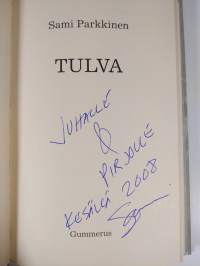 Sami Parkkinen
TULVA
JUHALLE
&
PIRJOLLE
KESÄLLÄ 2008
Gummerus